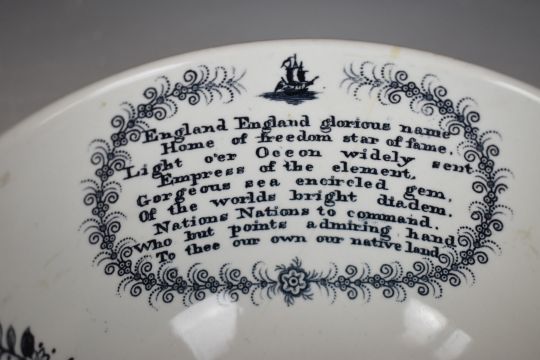 England England glorious name
Home of freedom star of fame.
Light o'er Ocean widely sent
Empress of the element.
Gorgeous sea encircled gem,
Of the worlds bright diadem.
Nations Nations to command.
Who but points admiring hand
To thee our own our native land